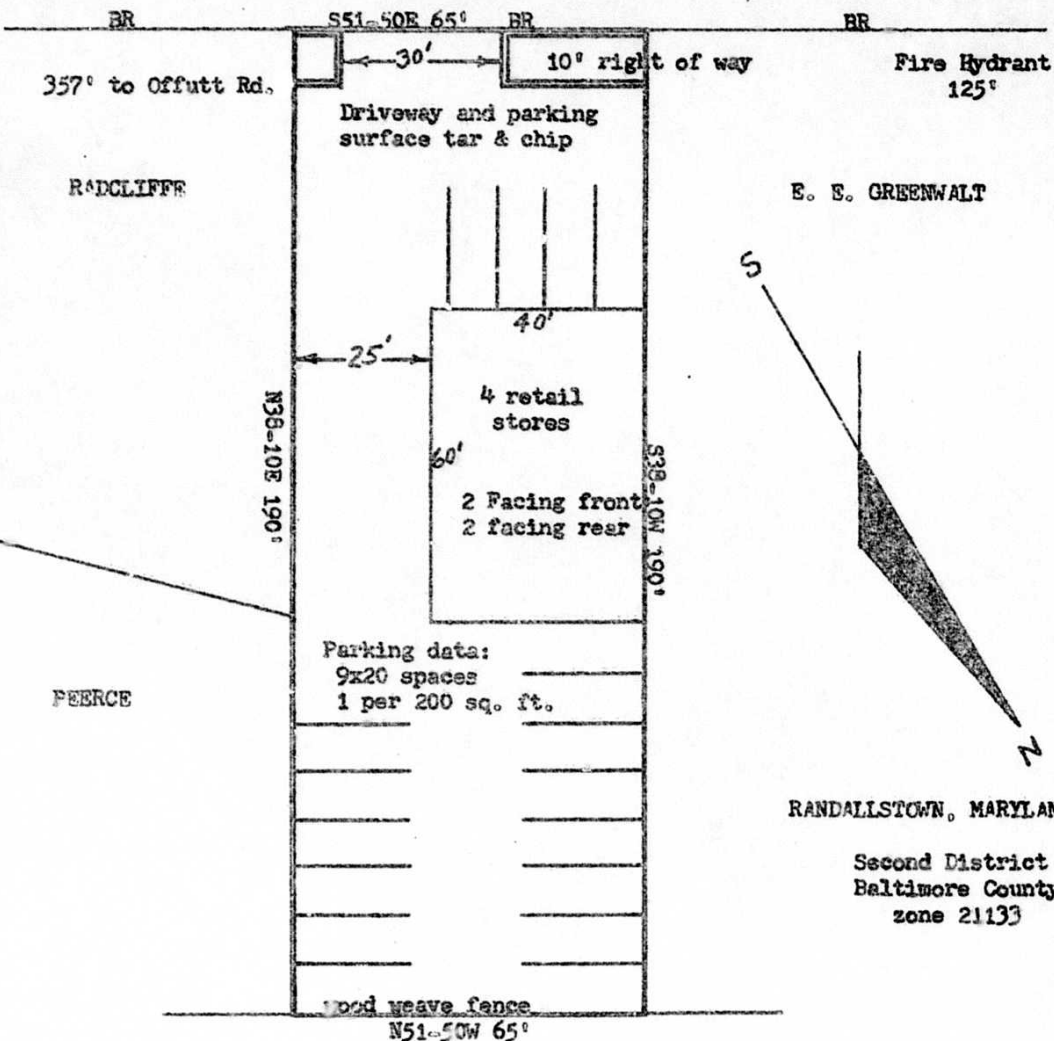 BR S51-50E 65' BR BR
30' 10' right of way
357' to Offutt Rd.
Fire Hydrant
125'
Driveway and parking
surface tar & chip
RADCLIFFE
E. E. GREENWALT
S
40'
25'
4 retail
stores
N38-10E 190'
60'
S38-10W 190'
2 Facing front
2 facing rear
Parking data:
9x20 spaces
1 per 200 sq. ft.
PEERCE
N
RANDALLSTOWN, MARYLAN
Second District
Baltimore County
zone 21133
wood weave fence
N51-50W 65'